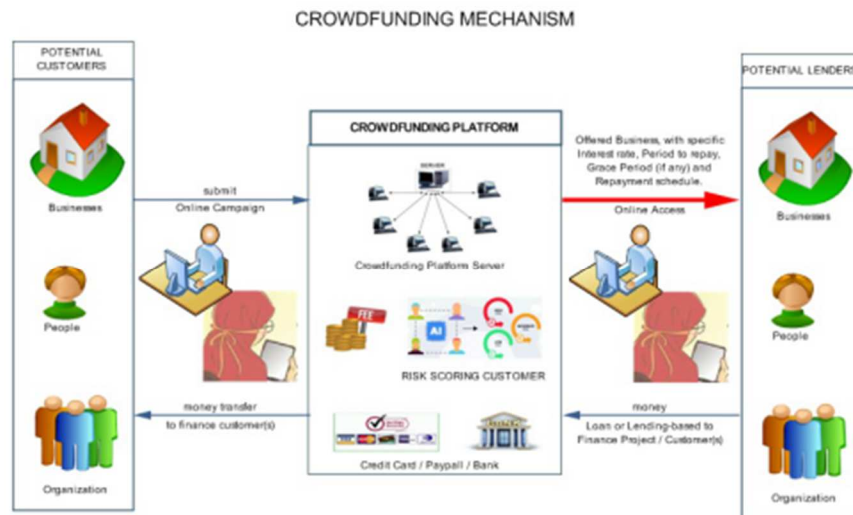 CROWDFUNDING MECHANISM
POTENTIAL
CUSTOMERS
Businesses
People
Organization
submit
Online Campaign
money transfer
to finance customer(s)
CROWDFUNDING PLATFORM
SERVER
Crowdfunding Platform Server
FEE
AI
RISK SCORING CUSTOMER
Credit Card / Paypall / Bank
Offered Business, with specific
Interest rate, Period to repay,
Grace Period (if any) and
Repayment schedule.
Online Access
money
Loan or Lending-based to
Finance Project / Customer(s)
POTENTIAL LENDERS
Businesses
People
Organization